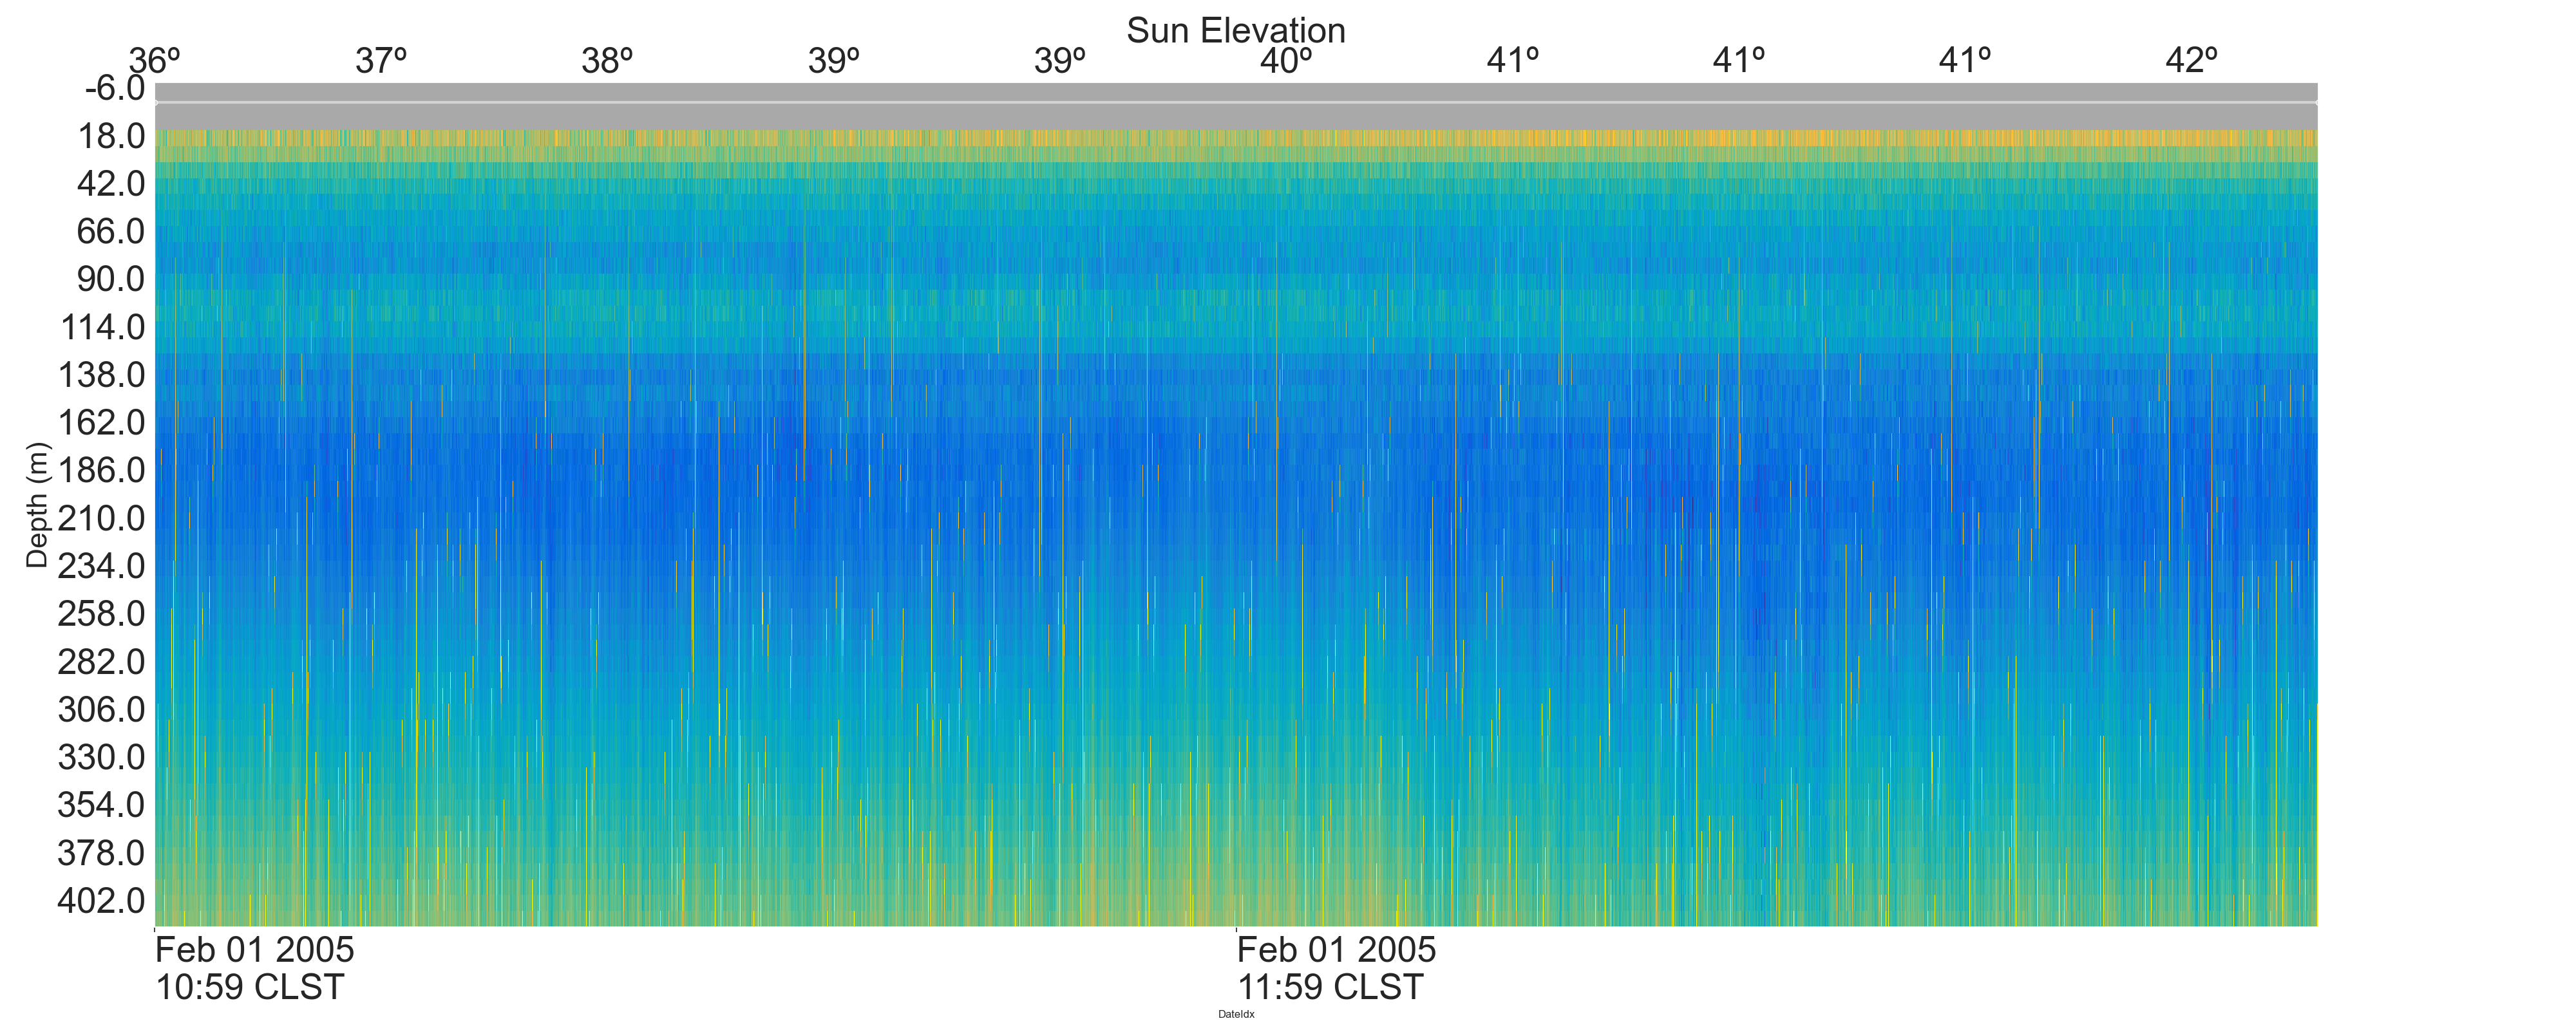 Sun Elevation
36º 37º 38º 39º 39º 40º 41º 41º 41º 42º
-6.0
18.0
42.0
66.0
90.0
114.0
138.0
162.0
186.0
210.0
234.0
258.0
282.0
306.0
330.0
354.0
378.0
402.0
Depth (m)
Feb 01 2005
10:59 CLST
Feb 01 2005
11:59 CLST
DateIdx